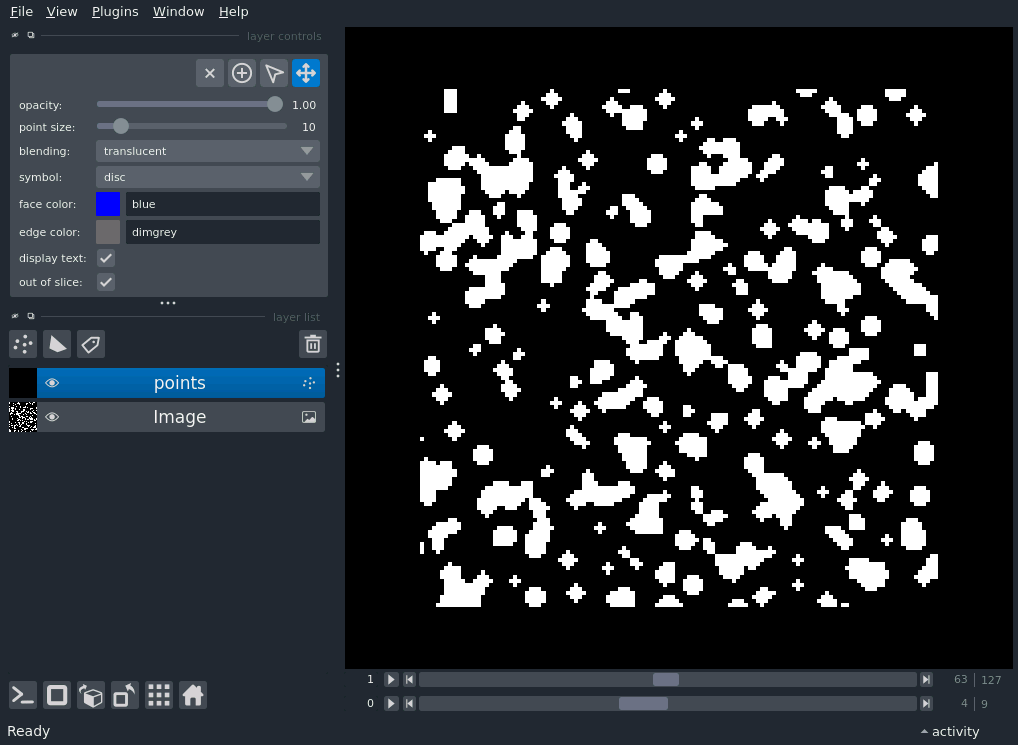 File View Plugins Window Help
layer controls
opacity: 1.00
point size: 10
blending: translucent
symbol: disc
face color: blue
edge color: dimgrey
display text:
out of slice:
layer list
points
Image
1 63 127
0 4 9
Ready activity